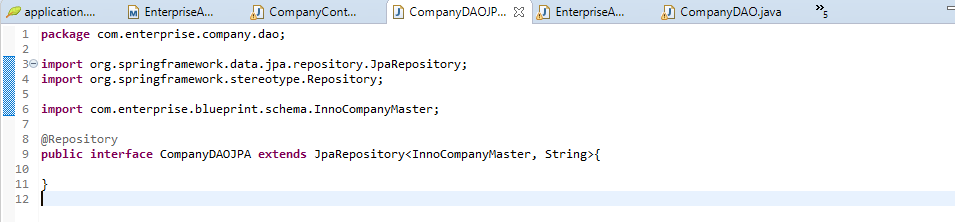 application....
EnterpriseA...
CompanyCont...
CompanyDAOJP...
EnterpriseA...
CompanyDAO.java
»5
1 package com.enterprise.company.dao;
2
3 import org.springframework.data.jpa.repository.JpaRepository;
4 import org.springframework.stereotype.Repository;
5
6 import com.enterprise.blueprint.schema.InnoCompanyMaster;
7
8 @Repository
9 public interface CompanyDAOJPA extends JpaRepository<InnoCompanyMaster, String>{
10
11 }
12